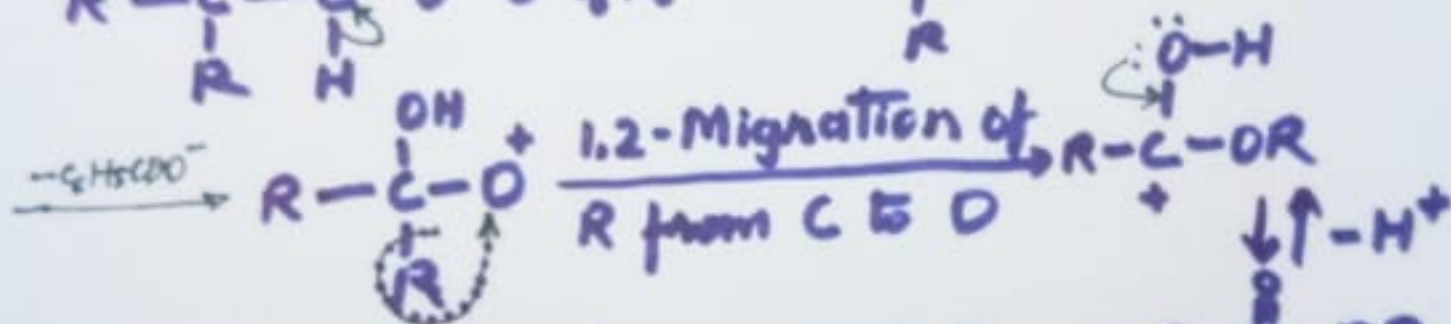 R H R
Ö-H
OH
-C₆H₅COO⁻ R-C-O⁺ 1,2-Migration of R-C-OR
R from C to O +
R ↓↑ -H⁺